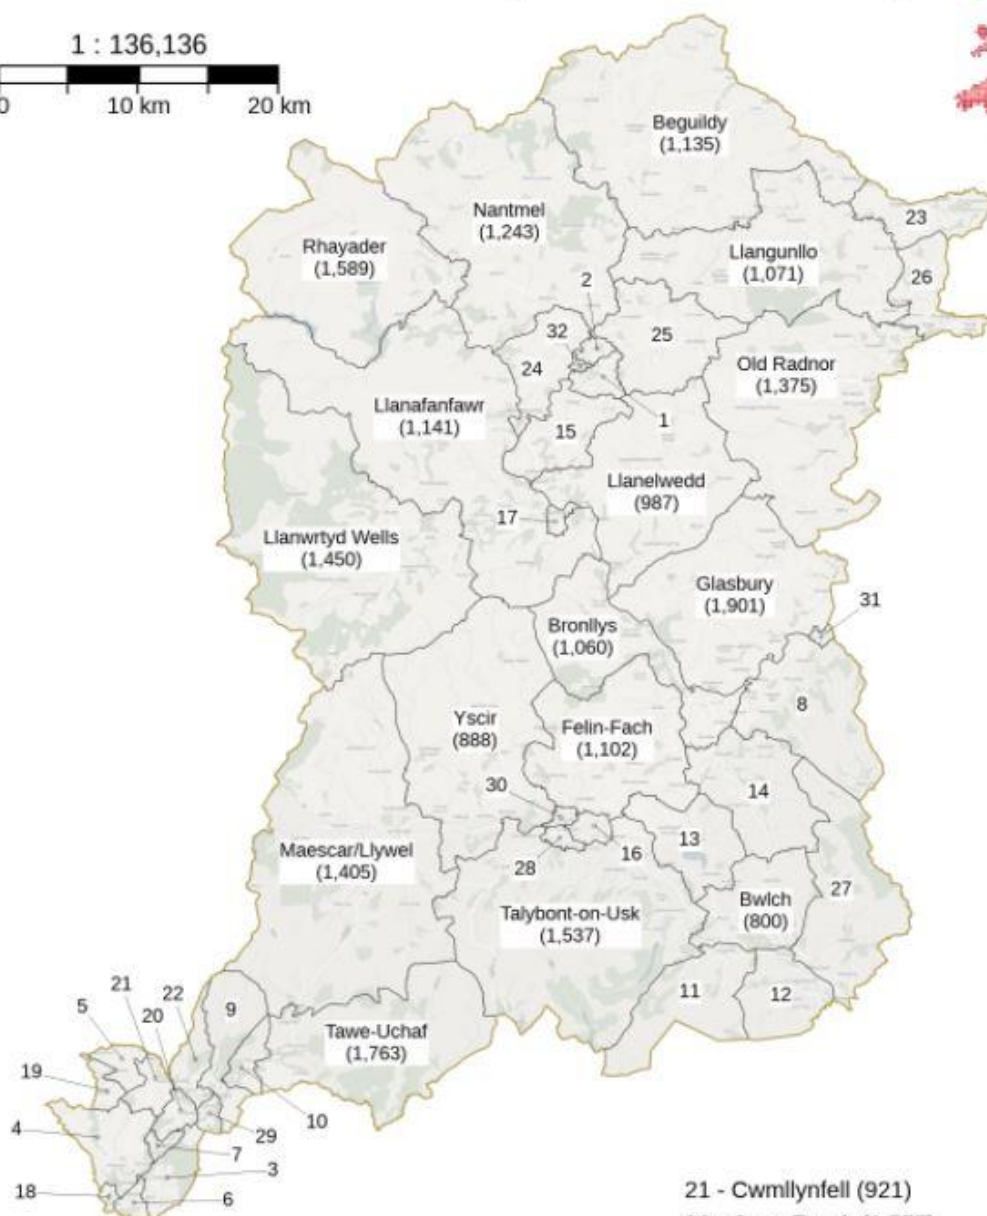 1 : 136,136
0 10 km 20 km
Beguildy
(1,135)
Nantmel
(1,243)
23
Rhayader
(1,589)
Llangunllo
(1,071)
26
2
32
25
24
Old Radnor
(1,375)
Llanafanfawr
(1,141)
1
15
Llanelwedd
(987)
17
Llanwrtyd Wells
(1,450)
Glasbury
(1,901)
31
Bronllys
(1,060)
8
Yscir
(888)
Felin-Fach
(1,102)
30
14
13
Maescar/Llywel
(1,405)
28
16
27
Bwlch
(800)
Talybont-on-Usk
(1,537)
21
22
5
20
9
11
12
Tawe-Uchaf
(1,763)
19
10
4
29
7
3
18
6
21 - Cwmllynfell (921)